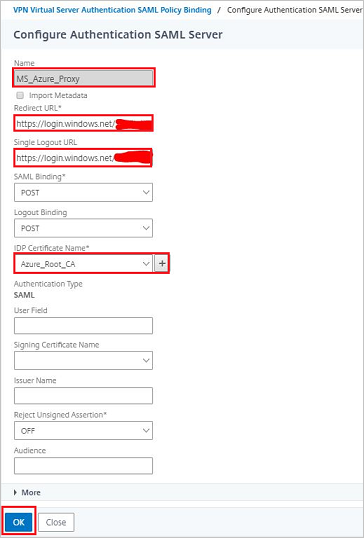 VPN Virtual Server Authentication SAML Policy Binding / Configure Authentication SAML Server
Configure Authentication SAML Server
Name
MS_Azure_Proxy
Import Metadata
Redirect URL*
https://login.windows.net/
Single Logout URL
https://login.windows.net/
SAML Binding*
POST
Logout Binding
POST
IDP Certificate Name*
Azure_Root_CA +
Authentication Type
SAML
User Field
Signing Certificate Name
Issuer Name
Reject Unsigned Assertion*
OFF
Audience
More
OK Close